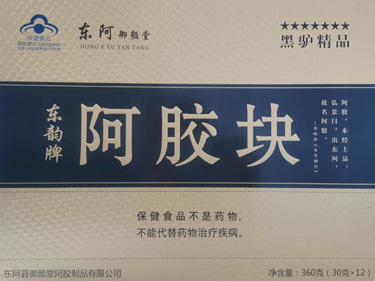 保健食品
东阿 御颜堂
DONG E YU YAN TANG
黑驴精品
东韵牌
阿胶块
阿胶，本经上品，
弘景曰，出东阿，
故名阿胶。
保健食品不是药物，
不能代替药物治疗疾病。
东阿县御颜堂阿胶制品有限公司
净含量：360克（30克×12）